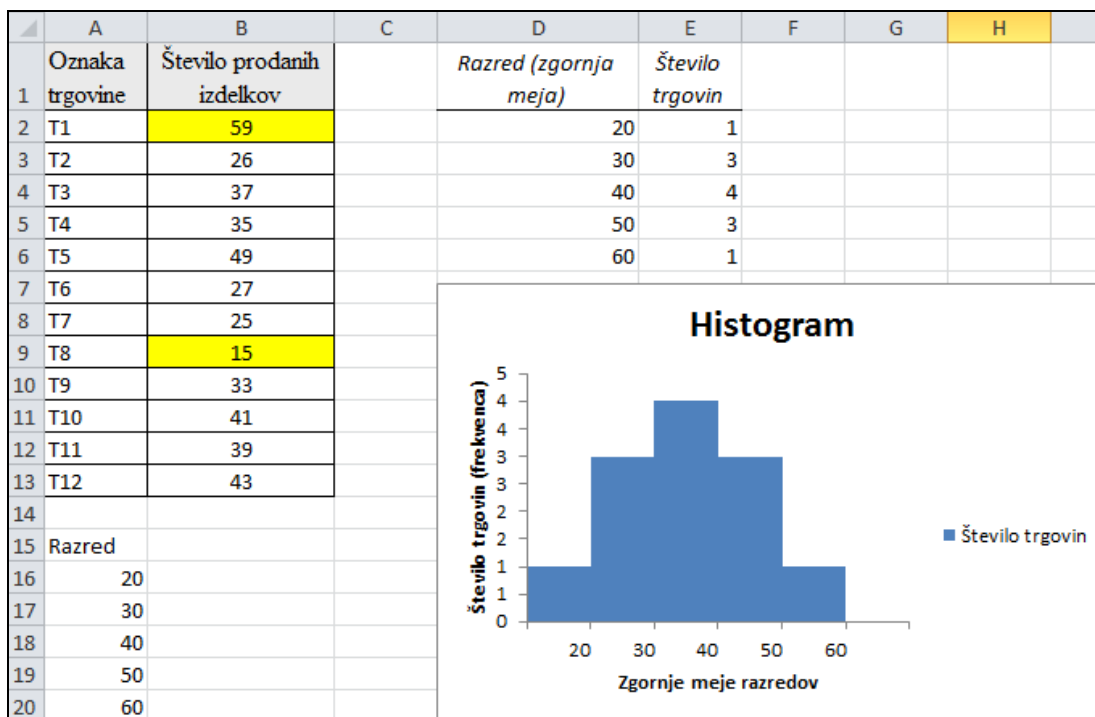 A B C D E F G H
1 Oznaka trgovine Število prodanih izdelkov Razred (zgornja meja) Število trgovin
2 T1 59 20 1
3 T2 26 30 3
4 T3 37 40 4
5 T4 35 50 3
6 T5 49 60 1
7 T6 27
8 T7 25
9 T8 15
10 T9 33
11 T10 41
12 T11 39
13 T12 43
14
15 Razred
16 20
17 30
18 40
19 50
20 60
Histogram
Število trgovin (frekvenca)
5
4
4
3
3
2
2
1
1
0
20 30 40 50 60
Zgornje meje razredov
Število trgovin